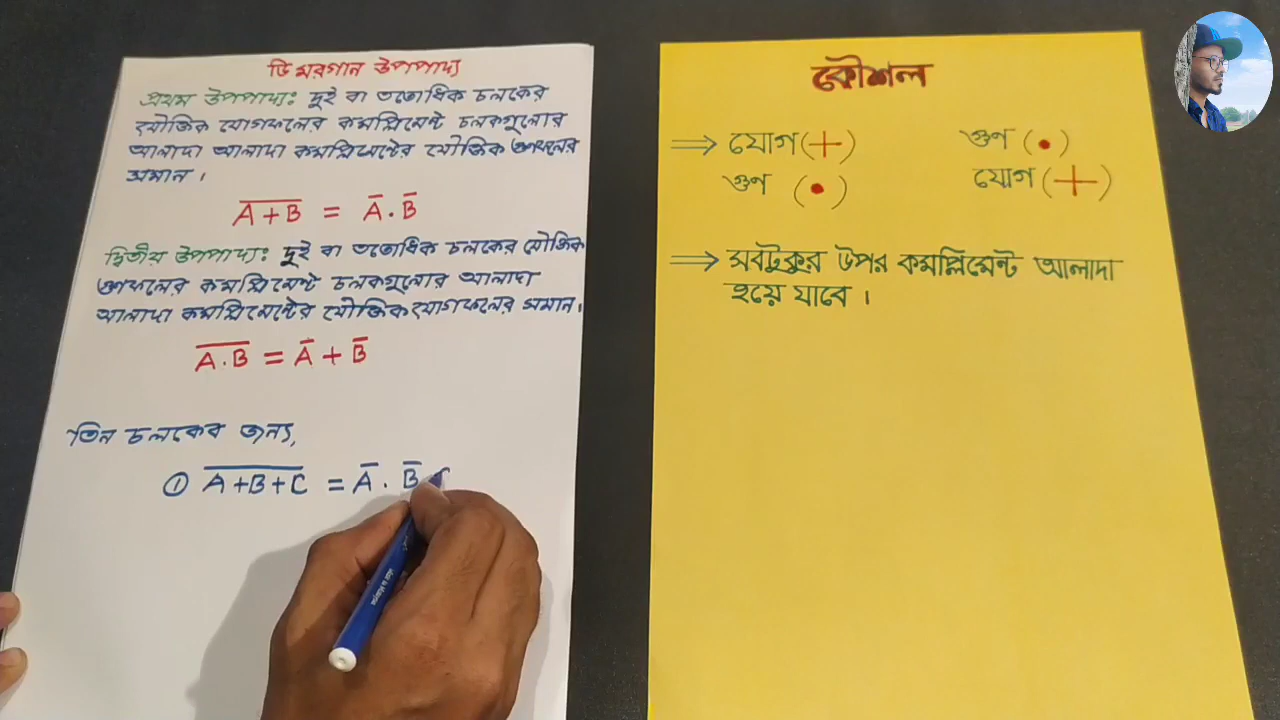 ডি মরগান উপপাদ্য
প্রথম উপপাদ্যঃ দুই বা ততোধিক চলকের
যৌক্তিক যোগফলের কমপ্লিমেন্ট চলকগুলোর
আলাদা আলাদা কমপ্লিমেন্টের যৌক্তিক গুণফলের
সমান।
A̅+̅B̅ = A̅ . B̅
দ্বিতীয় উপপাদ্যঃ দুই বা ততোধিক চলকের যৌক্তিক
গুণফলের কমপ্লিমেন্ট চলকগুলোর আলাদা
আলাদা কমপ্লিমেন্টের যৌক্তিক যোগফলের সমান।
A̅.̅B̅ = A̅ + B̅
তিন চলকের জন্য,
① A̅+̅B̅+̅C̅ = A̅ . B̅
কৌশল
⇒ যোগ (+) গুণ (•)
গুণ (•) যোগ (+)
⇒ সবটুকুর উপর কমপ্লিমেন্ট আলাদা
হয়ে যাবে।